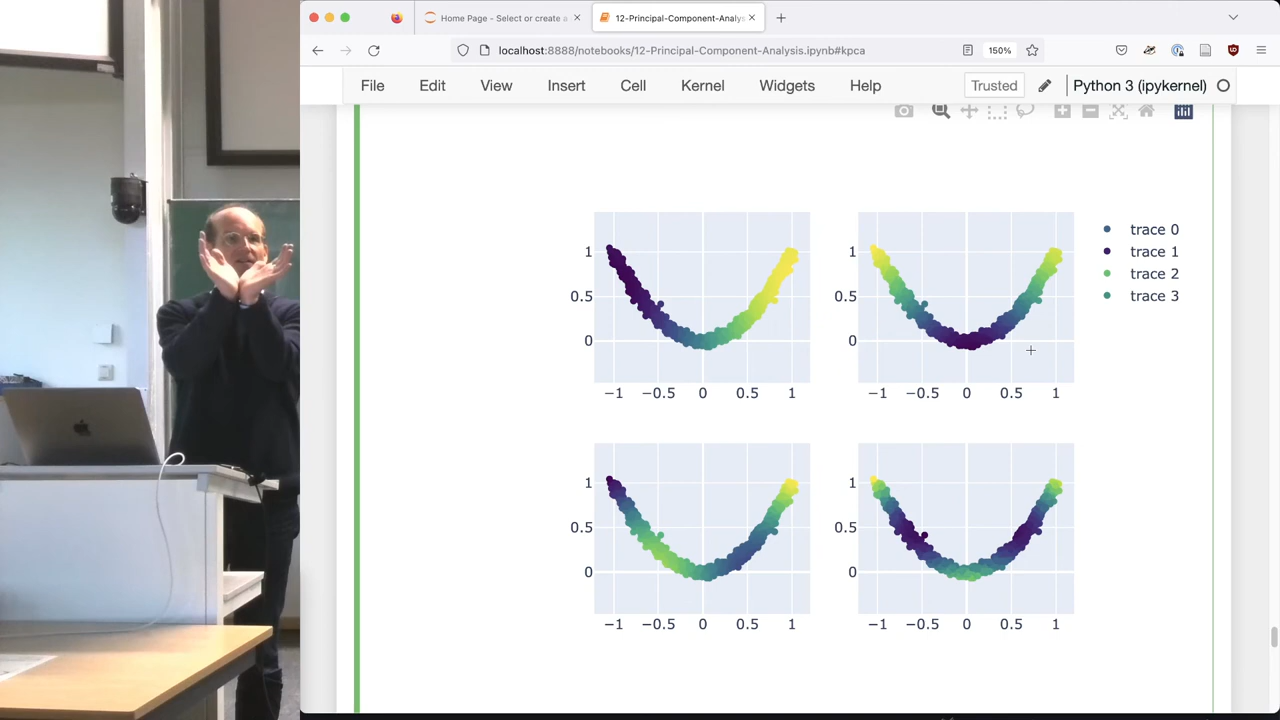 Home Page - Select or create a
12-Principal-Component-Analys
localhost:8888/notebooks/12-Principal-Component-Analysis.ipynb#kpca
150%
File Edit View Insert Cell Kernel Widgets Help
Trusted
Python 3 (ipykernel)
1
0.5
0
−1 −0.5 0 0.5 1
1
0.5
0
−1 −0.5 0 0.5 1
trace 0
trace 1
trace 2
trace 3
1
0.5
0
−1 −0.5 0 0.5 1
1
0.5
0
−1 −0.5 0 0.5 1